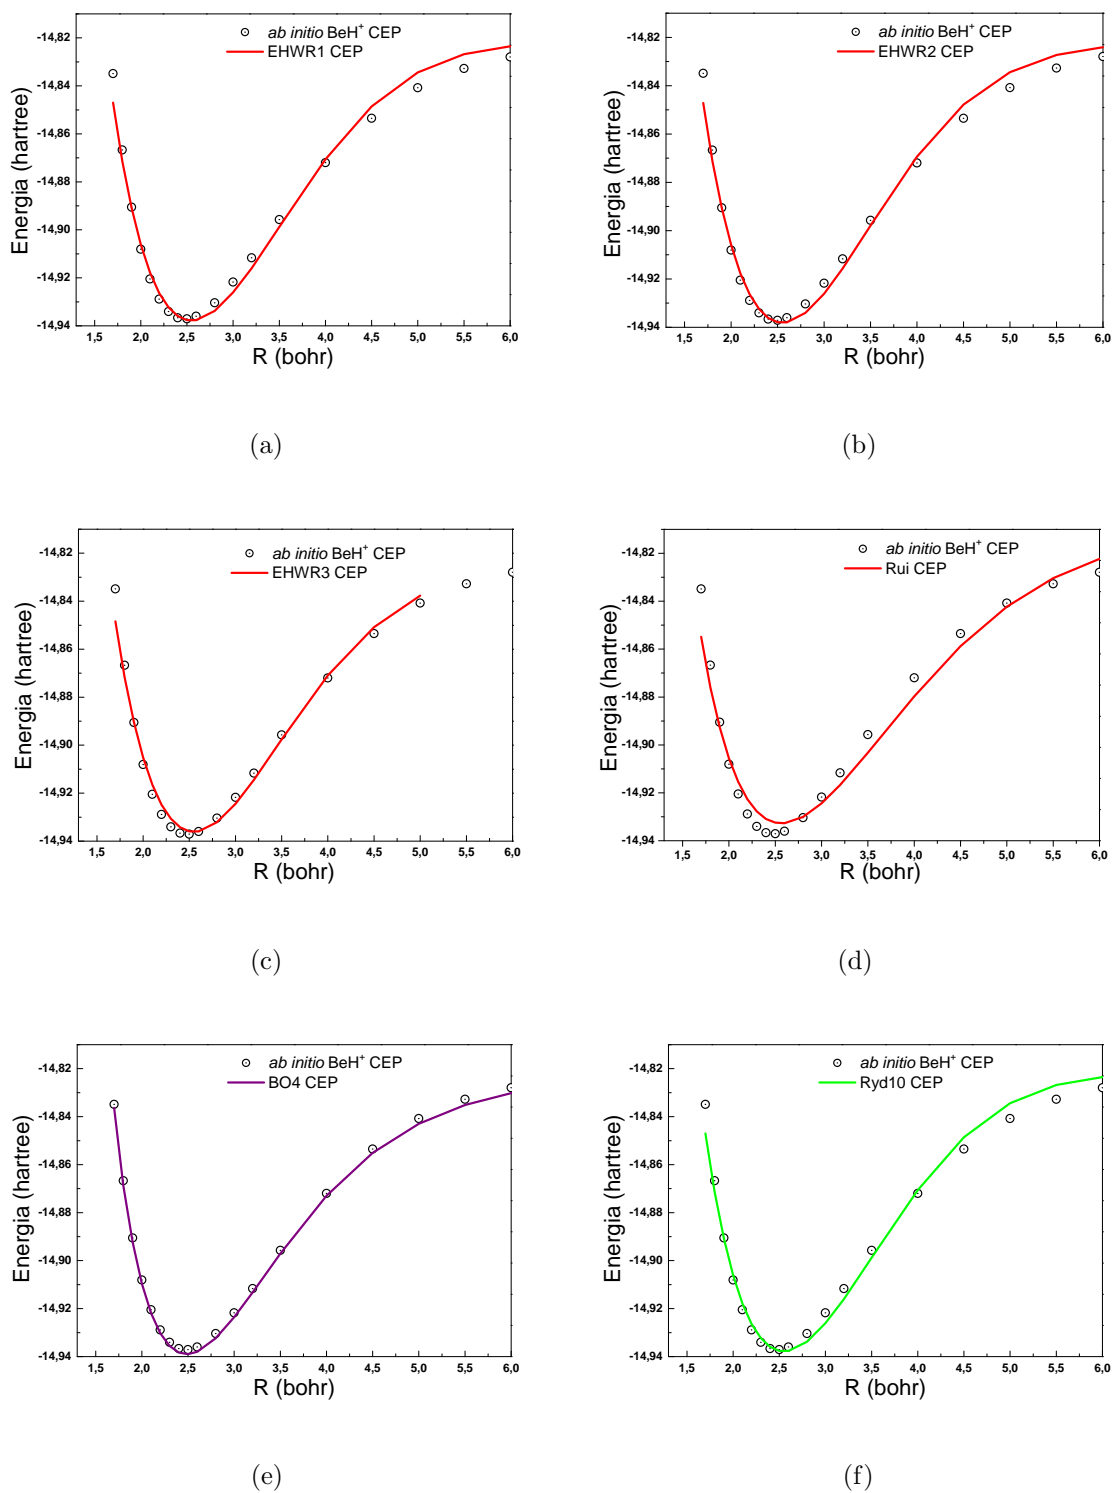 ab initio BeH+ CEP
EHWR1 CEP
Energia (hartree)
-14,82
-14,84
-14,86
-14,88
-14,90
-14,92
-14,94
1,5 2,0 2,5 3,0 3,5 4,0 4,5 5,0 5,5 6,0
R (bohr)
(a)
ab initio BeH+ CEP
EHWR2 CEP
Energia (hartree)
-14,82
-14,84
-14,86
-14,88
-14,90
-14,92
-14,94
1,5 2,0 2,5 3,0 3,5 4,0 4,5 5,0 5,5 6,0
R (bohr)
(b)
ab initio BeH+ CEP
EHWR3 CEP
Energia (hartree)
-14,82
-14,84
-14,86
-14,88
-14,90
-14,92
-14,94
1,5 2,0 2,5 3,0 3,5 4,0 4,5 5,0 5,5 6,0
R (bohr)
(c)
ab initio BeH+ CEP
Rui CEP
Energia (hartree)
-14,82
-14,84
-14,86
-14,88
-14,90
-14,92
-14,94
1,5 2,0 2,5 3,0 3,5 4,0 4,5 5,0 5,5 6,0
R (bohr)
(d)
ab initio BeH+ CEP
BO4 CEP
Energia (hartree)
-14,82
-14,84
-14,86
-14,88
-14,90
-14,92
-14,94
1,5 2,0 2,5 3,0 3,5 4,0 4,5 5,0 5,5 6,0
R (bohr)
(e)
ab initio BeH+ CEP
Ryd10 CEP
Energia (hartree)
-14,82
-14,84
-14,86
-14,88
-14,90
-14,92
-14,94
1,5 2,0 2,5 3,0 3,5 4,0 4,5 5,0 5,5 6,0
R (bohr)
(f)